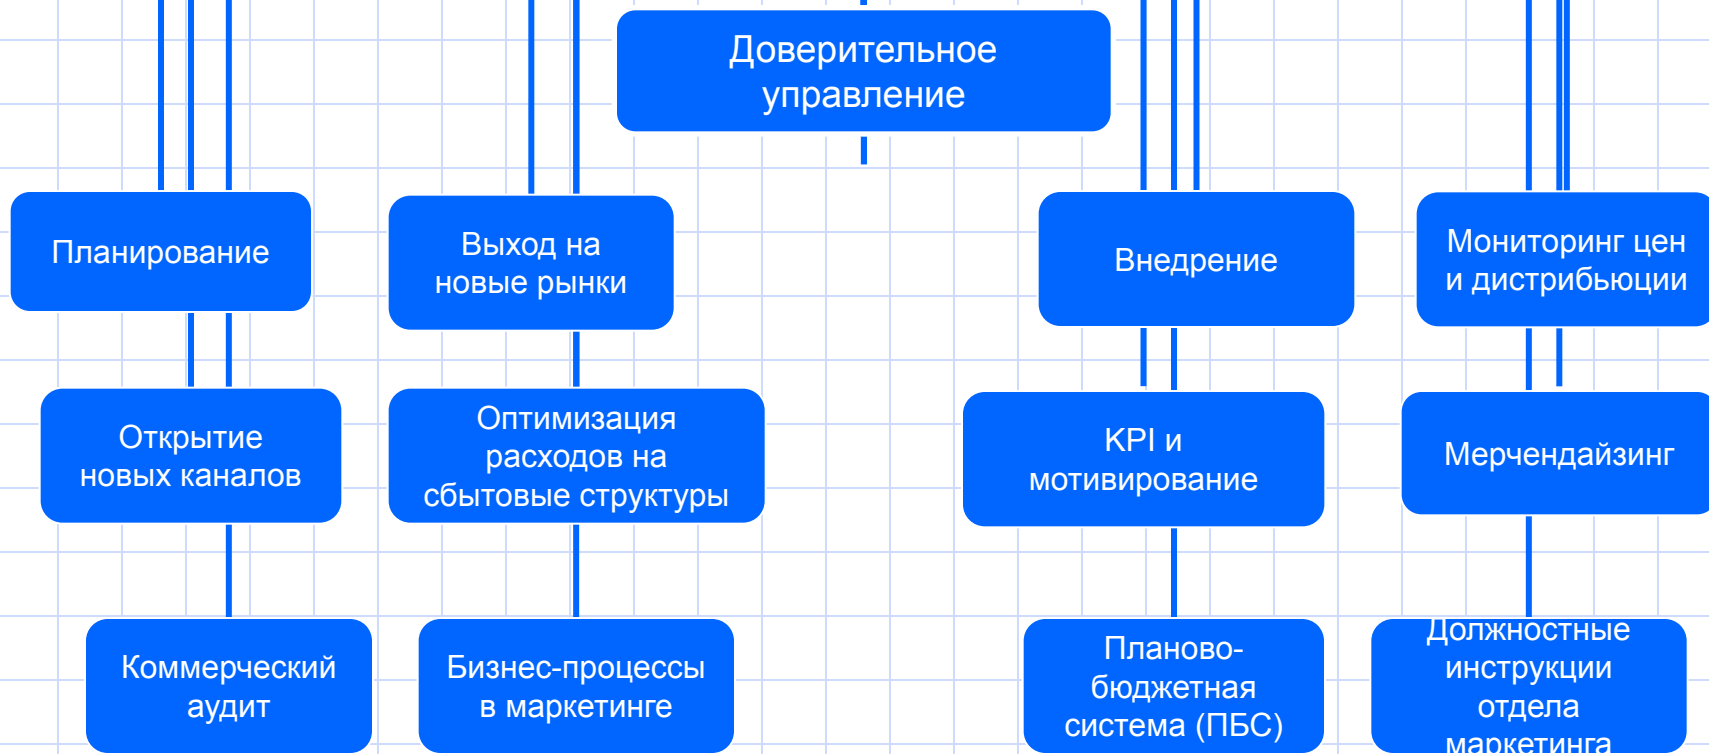 Доверительное
управление
Планирование
Выход на
новые рынки
Внедрение
Мониторинг цен
и дистрибьюции
Открытие
новых каналов
Оптимизация
расходов на
сбытовые структуры
KPI и
мотивирование
Мерчендайзинг
Коммерческий
аудит
Бизнес-процессы
в маркетинге
Планово-
бюджетная
система (ПБС)
Должностные
инструкции
отдела
маркетинга